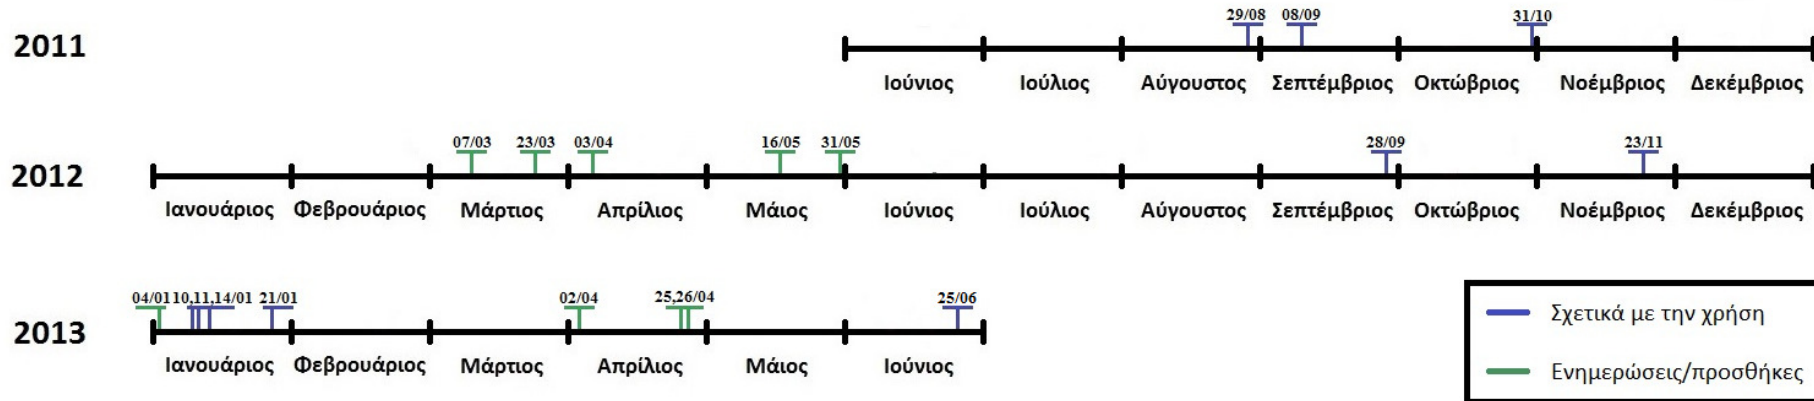 29/08 08/09 31/10
2011
Ιούνιος Ιούλιος Αύγουστος Σεπτέμβριος Οκτώβριος Νοέμβριος Δεκέμβριος
07/03 23/03 03/04 16/05 31/05 28/09 23/11
2012
Ιανουάριος Φεβρουάριος Μάρτιος Απρίλιος Μάιος Ιούνιος Ιούλιος Αύγουστος Σεπτέμβριος Οκτώβριος Νοέμβριος Δεκέμβριος
04/01 10,11,14/01 21/01 02/04 25,26/04 25/06
2013
Ιανουάριος Φεβρουάριος Μάρτιος Απρίλιος Μάιος Ιούνιος
Σχετικά με την χρήση
Ενημερώσεις/προσθήκες